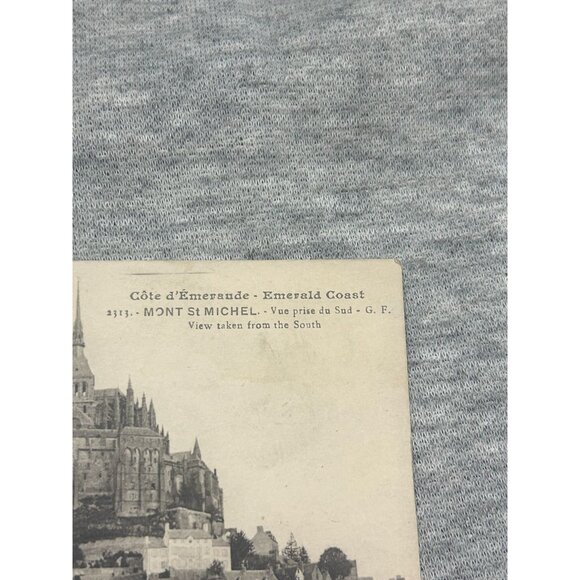 Côte d'Émeraude - Emerald Coast
2313. - MONT St MICHEL. - Vue prise du Sud - G. F.
View taken from the South